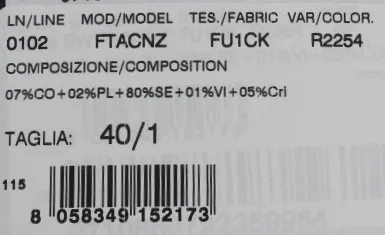 LN/LINE MOD/MODEL TES./FABRIC VAR/COLOR.
0102 FTACNZ FU1CK R2254
COMPOSIZIONE/COMPOSITION
07%CO+02%PL+80%SE+01%VI+05%Cri
TAGLIA: 40/1
115
8 058349 152173